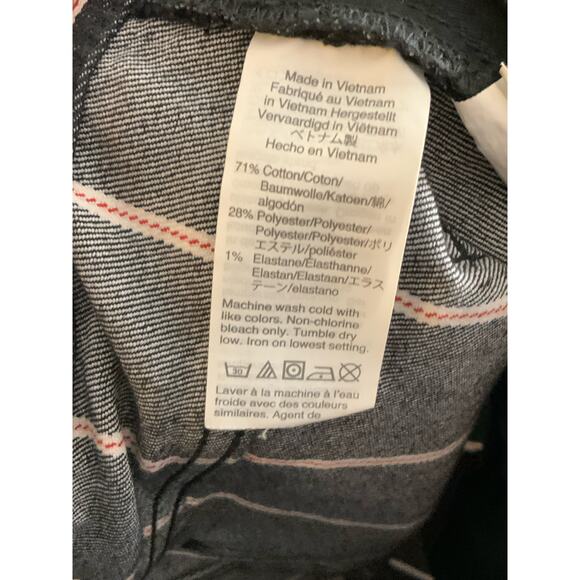 Made in Vietnam
Fabriqué au Vietnam
in Vietnam Hergestellt
Vervaardigd in Viêtnam
ベトナム製
Hecho en Vietnam
71% Cotton/Coton/
Baumwolle/Katoen/綿/
algodón
28% Polyester/Polyester/
Polyester/Polyester/ポリ
エステル/poliéster
1% Elastane/Élasthanne/
Elastan/Elastaan/エラス
テーン/elastano
Machine wash cold with
like colors. Non-chlorine
bleach only. Tumble dry
low. Iron on lowest setting.
30
Laver à la machine à l'eau
froide avec des couleurs
similaires. Agent de